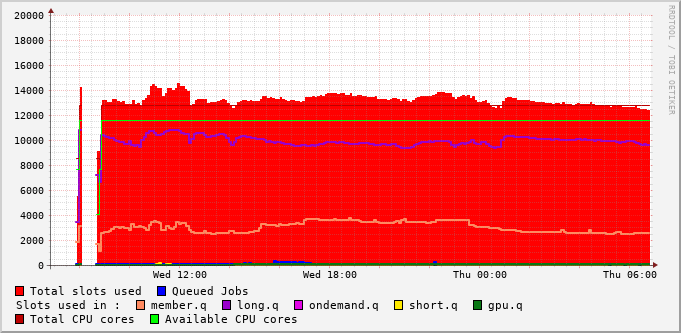 20000
18000
16000
14000
12000
10000
8000
6000
4000
2000
0
Wed 12:00 Wed 18:00 Thu 00:00 Thu 06:00
RRDTOOL / TOBI OETIKER
Total slots used Queued Jobs
Slots used in : member.q long.q ondemand.q short.q gpu.q
Total CPU cores Available CPU cores